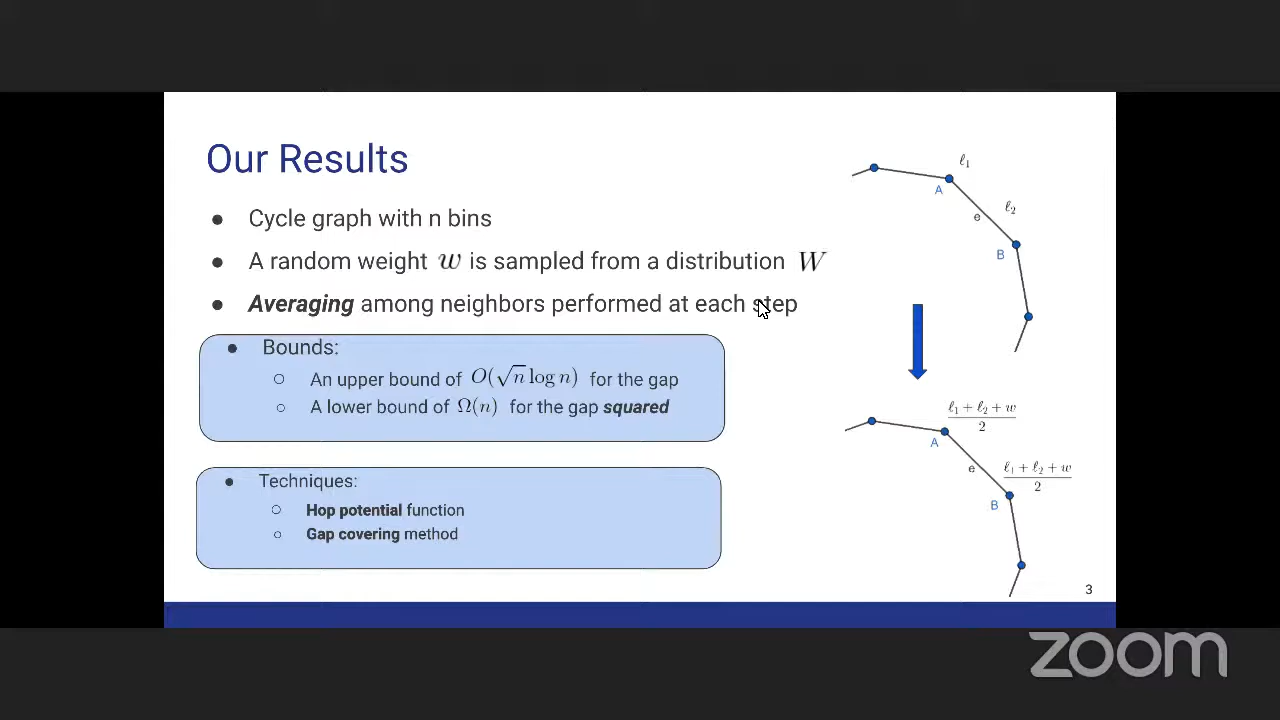 Our Results
● Cycle graph with n bins
● A random weight w is sampled from a distribution W
● Averaging among neighbors performed at each step
● Bounds:
○ An upper bound of O(√n log n) for the gap
○ A lower bound of Ω(n) for the gap squared
● Techniques:
○ Hop potential function
○ Gap covering method
ℓ₁
A
ℓ₂
e
B
(ℓ₁ + ℓ₂ + w)/2
A
(ℓ₁ + ℓ₂ + w)/2
e
B
3
zoom